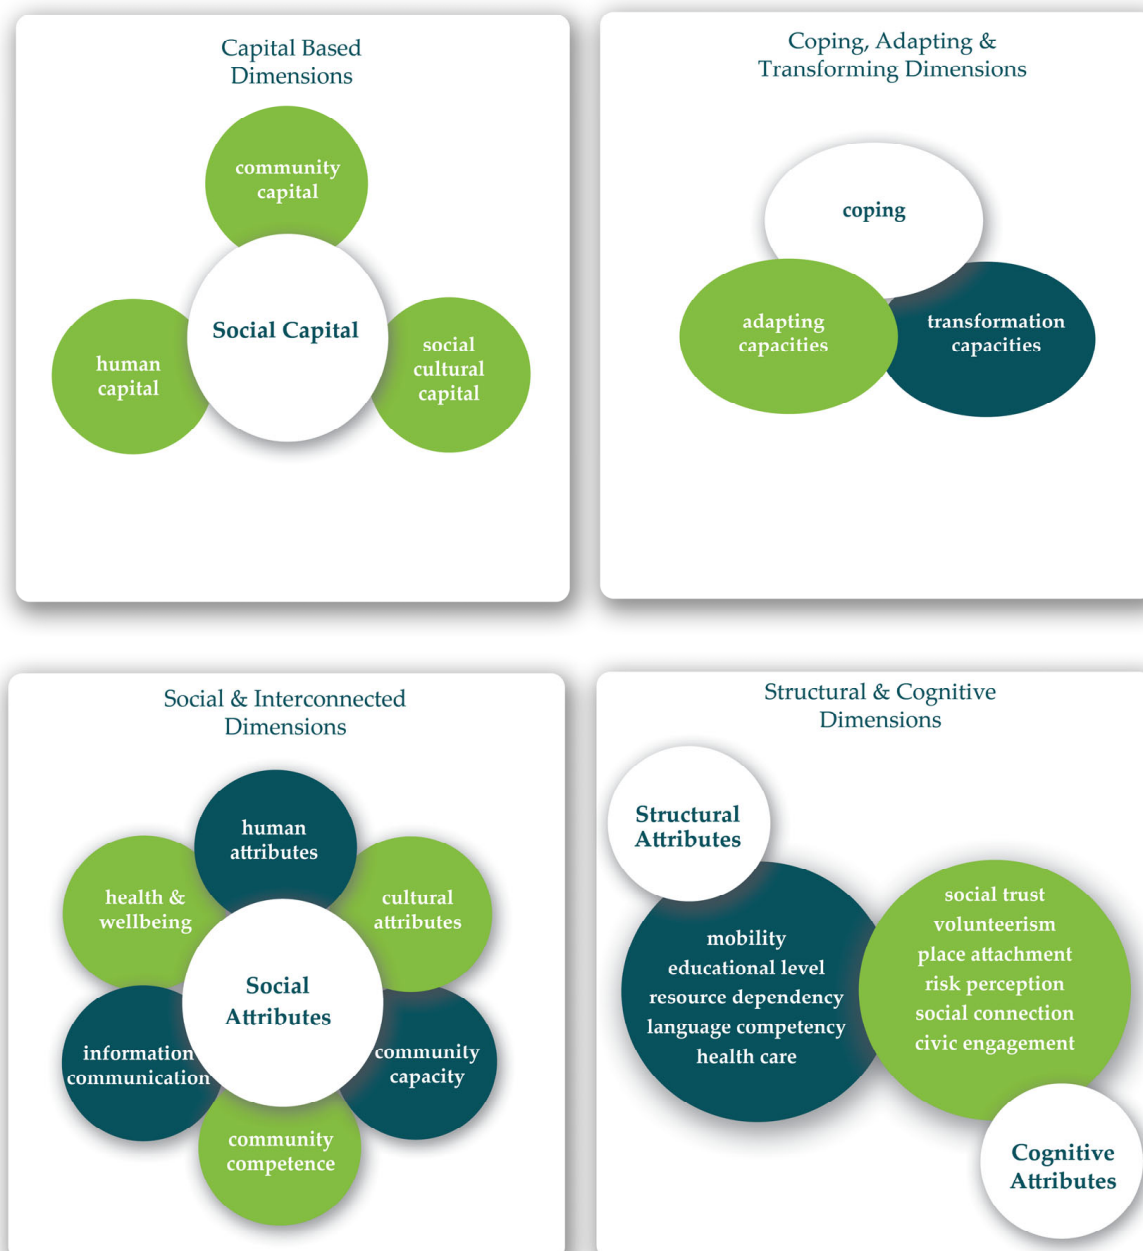 Capital Based
Dimensions
community
capital
Social Capital
human
capital
social
cultural
capital
Coping, Adapting &
Transforming Dimensions
coping
adapting
capacities
transformation
capacities
Social & Interconnected
Dimensions
human
attributes
health &
wellbeing
cultural
attributes
Social
Attributes
information
communication
community
capacity
community
competence
Structural & Cognitive
Dimensions
Structural
Attributes
mobility
educational level
resource dependency
language competency
health care
social trust
volunteerism
place attachment
risk perception
social connection
civic engagement
Cognitive
Attributes